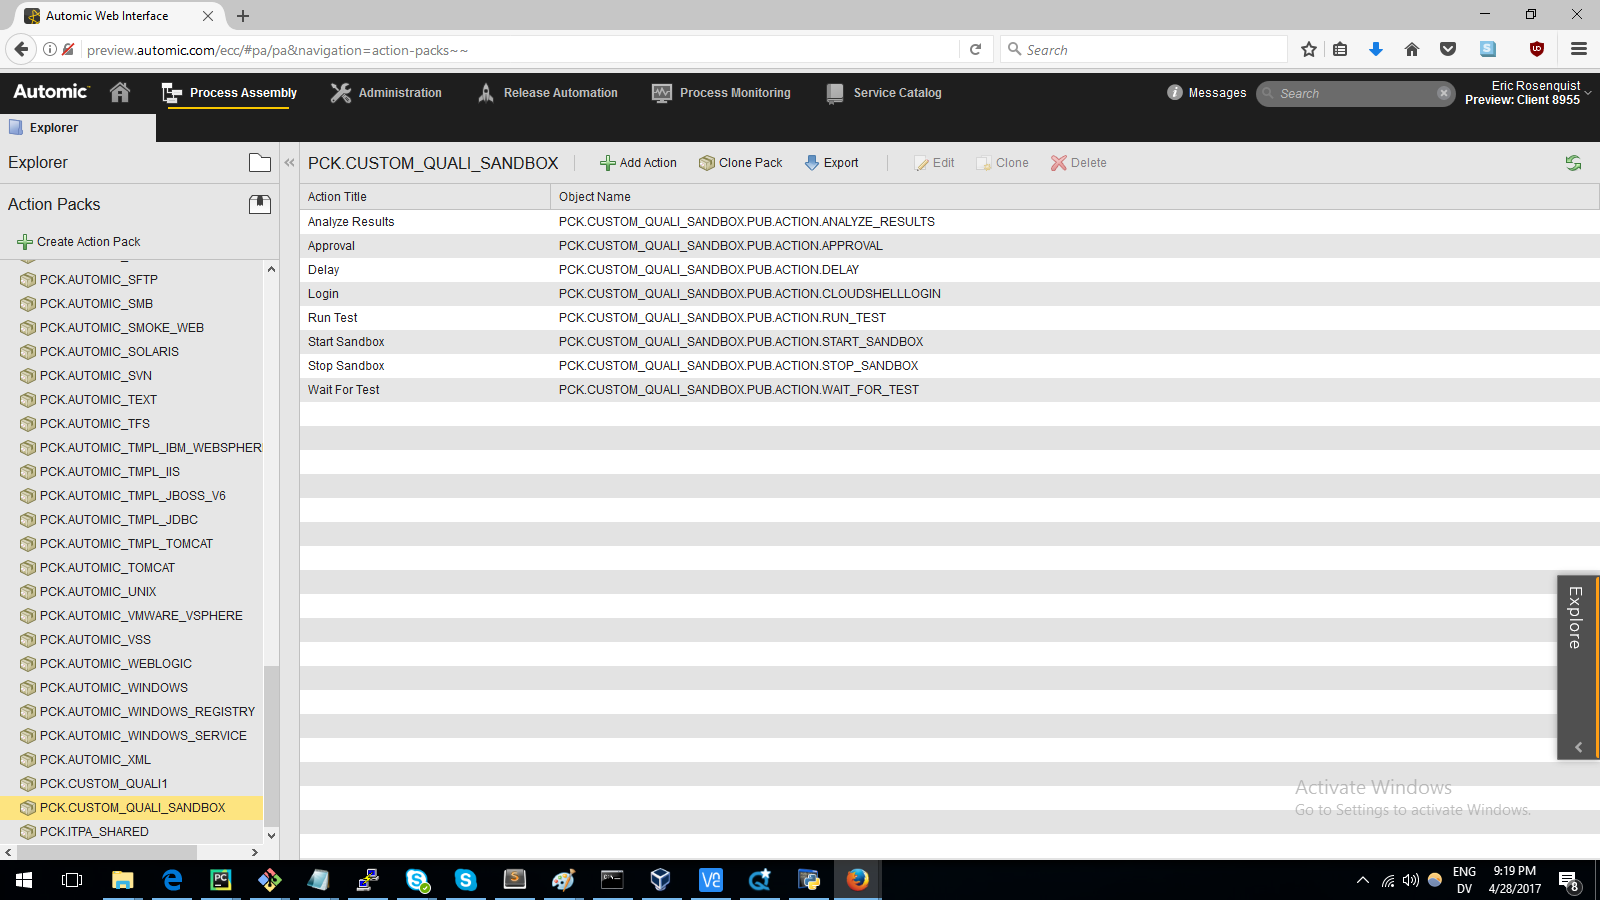 Automic Web Interface
preview.automic.com/ecc/#pa/pa&navigation=action-packs~~
Search
Automic
Process Assembly
Administration
Release Automation
Process Monitoring
Service Catalog
Messages
Search
Eric Rosenquist
Preview: Client 8955
Explorer
Explorer
PCK.CUSTOM_QUALI_SANDBOX
Add Action
Clone Pack
Export
Edit
Clone
Delete
Action Packs
Create Action Pack
PCK.AUTOMIC_SFTP
PCK.AUTOMIC_SMB
PCK.AUTOMIC_SMOKE_WEB
PCK.AUTOMIC_SOLARIS
PCK.AUTOMIC_SVN
PCK.AUTOMIC_TEXT
PCK.AUTOMIC_TFS
PCK.AUTOMIC_TMPL_IBM_WEBSPHER
PCK.AUTOMIC_TMPL_IIS
PCK.AUTOMIC_TMPL_JBOSS_V6
PCK.AUTOMIC_TMPL_JDBC
PCK.AUTOMIC_TMPL_TOMCAT
PCK.AUTOMIC_TOMCAT
PCK.AUTOMIC_UNIX
PCK.AUTOMIC_VMWARE_VSPHERE
PCK.AUTOMIC_VSS
PCK.AUTOMIC_WEBLOGIC
PCK.AUTOMIC_WINDOWS
PCK.AUTOMIC_WINDOWS_REGISTRY
PCK.AUTOMIC_WINDOWS_SERVICE
PCK.AUTOMIC_XML
PCK.CUSTOM_QUALI1
PCK.CUSTOM_QUALI_SANDBOX
PCK.ITPA_SHARED
Action Title Object Name
Analyze Results PCK.CUSTOM_QUALI_SANDBOX.PUB.ACTION.ANALYZE_RESULTS
Approval PCK.CUSTOM_QUALI_SANDBOX.PUB.ACTION.APPROVAL
Delay PCK.CUSTOM_QUALI_SANDBOX.PUB.ACTION.DELAY
Login PCK.CUSTOM_QUALI_SANDBOX.PUB.ACTION.CLOUDSHELLLOGIN
Run Test PCK.CUSTOM_QUALI_SANDBOX.PUB.ACTION.RUN_TEST
Start Sandbox PCK.CUSTOM_QUALI_SANDBOX.PUB.ACTION.START_SANDBOX
Stop Sandbox PCK.CUSTOM_QUALI_SANDBOX.PUB.ACTION.STOP_SANDBOX
Wait For Test PCK.CUSTOM_QUALI_SANDBOX.PUB.ACTION.WAIT_FOR_TEST
Explore
Activate Windows
Go to Settings to activate Windows.
ENG
DV
9:19 PM
4/28/2017
8